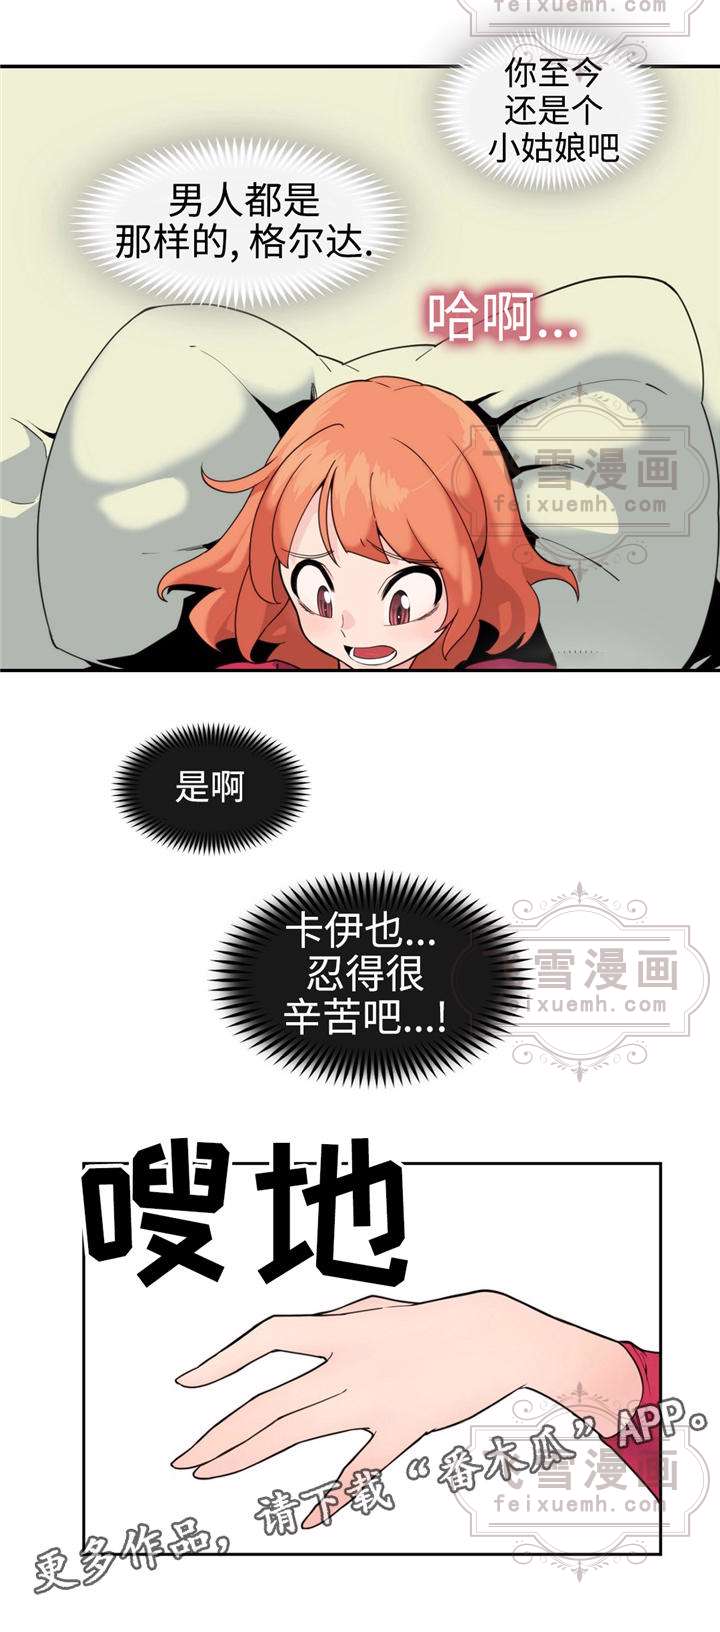 feixuemh.com
你至今
还是个
小姑娘吧
男人都是
那样的, 格尔达.
哈啊...
飞雪漫画
feixuemh.com
是啊
卡伊也...
忍得很
辛苦吧...!
飞雪漫画
feixuemh.com
嗖地
飞雪漫画
feixuemh.com
更多作品，请下载“番木瓜”APP。